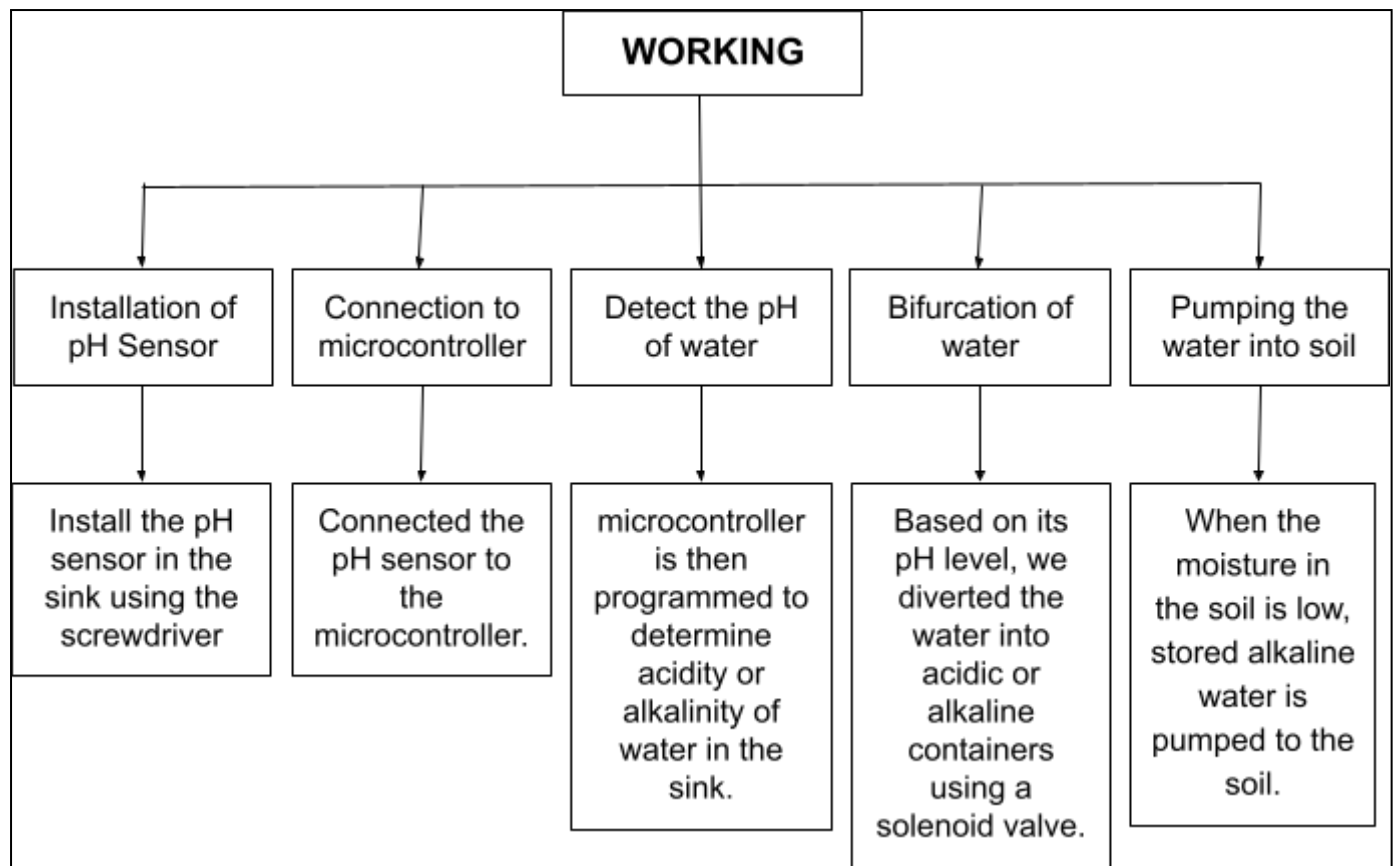 WORKING
Installation of
pH Sensor
Connection to
microcontroller
Detect the pH
of water
Bifurcation of
water
Pumping the
water into soil
Install the pH
sensor in the
sink using the
screwdriver
Connected the
pH sensor to
the
microcontroller.
microcontroller
is then
programmed to
determine
acidity or
alkalinity of
water in the
sink.
Based on its
pH level, we
diverted the
water into
acidic or
alkaline
containers
using a
solenoid valve.
When the
moisture in
the soil is low,
stored alkaline
water is
pumped to the
soil.